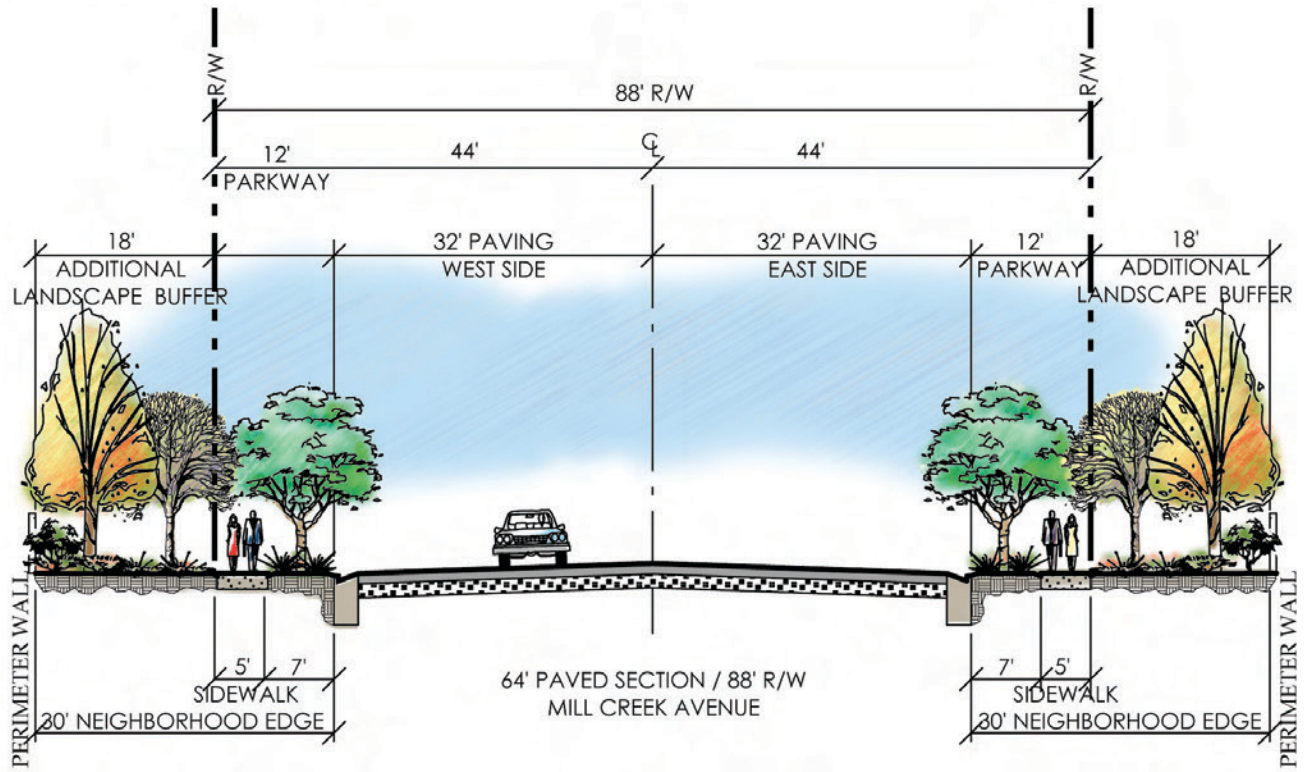 R/W
R/W
88' R/W
12'
44'
℄
44'
PARKWAY
18'
32' PAVING
32' PAVING
12'
18'
ADDITIONAL
WEST SIDE
EAST SIDE
PARKWAY
ADDITIONAL
LANDSCAPE BUFFER
LANDSCAPE BUFFER
PERIMETER WALL
PERIMETER WALL
5'
7'
64' PAVED SECTION / 88' R/W
7'
5'
SIDEWALK
MILL CREEK AVENUE
SIDEWALK
30' NEIGHBORHOOD EDGE
30' NEIGHBORHOOD EDGE